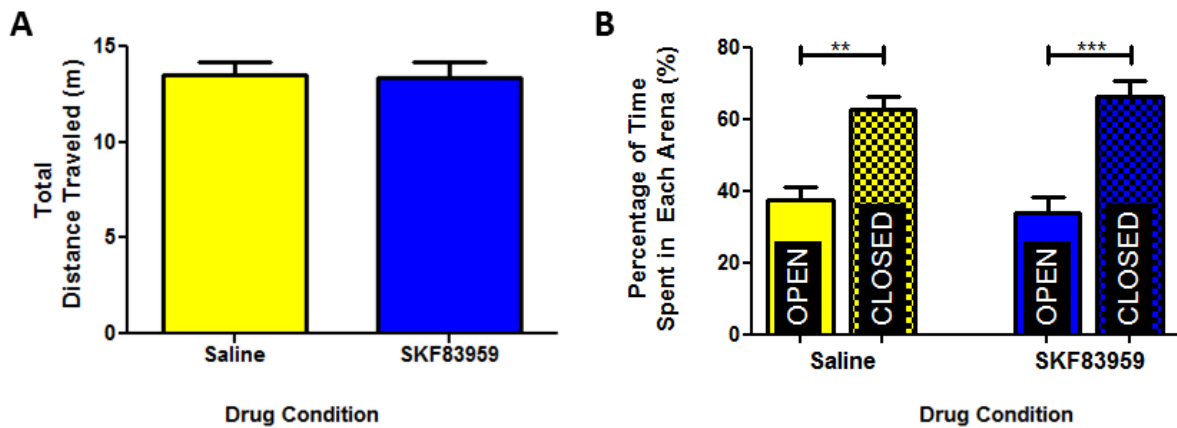 A
Total
Distance Traveled (m)
15
10
5
0
Saline
SKF83959
Drug Condition
B
Percentage of Time
Spent in Each Arena (%)
80
60
40
20
0
**
***
OPEN
CLOSED
OPEN
CLOSED
Saline
SKF83959
Drug Condition